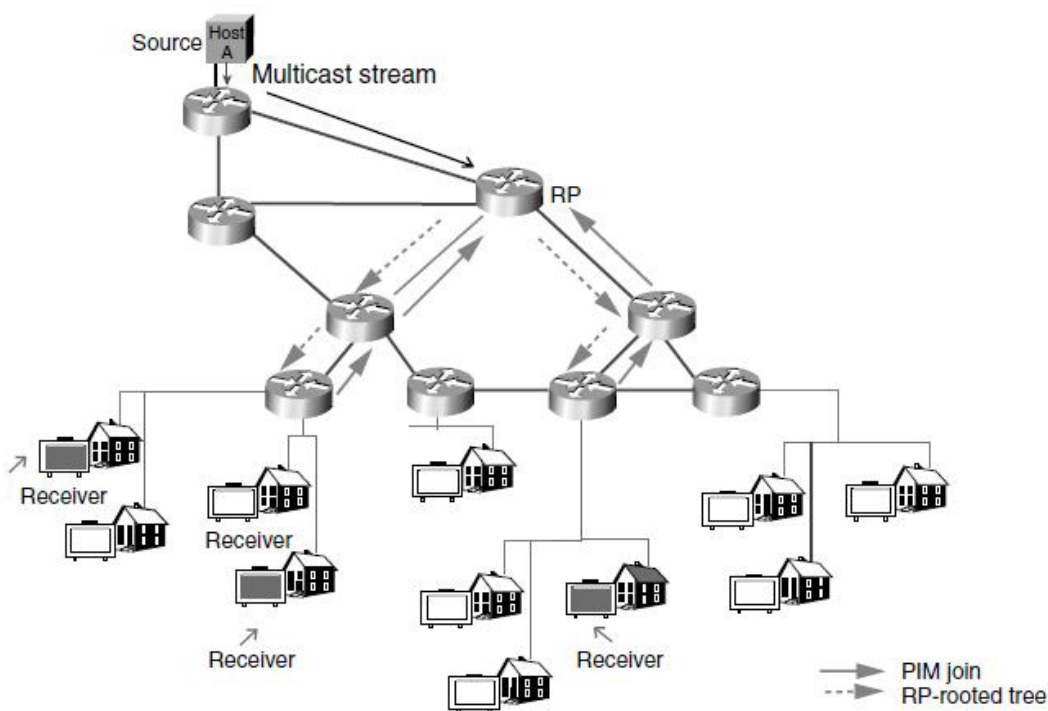 Source
Host
A
Multicast stream
RP
Receiver
Receiver
Receiver
Receiver
PIM join
RP-rooted tree